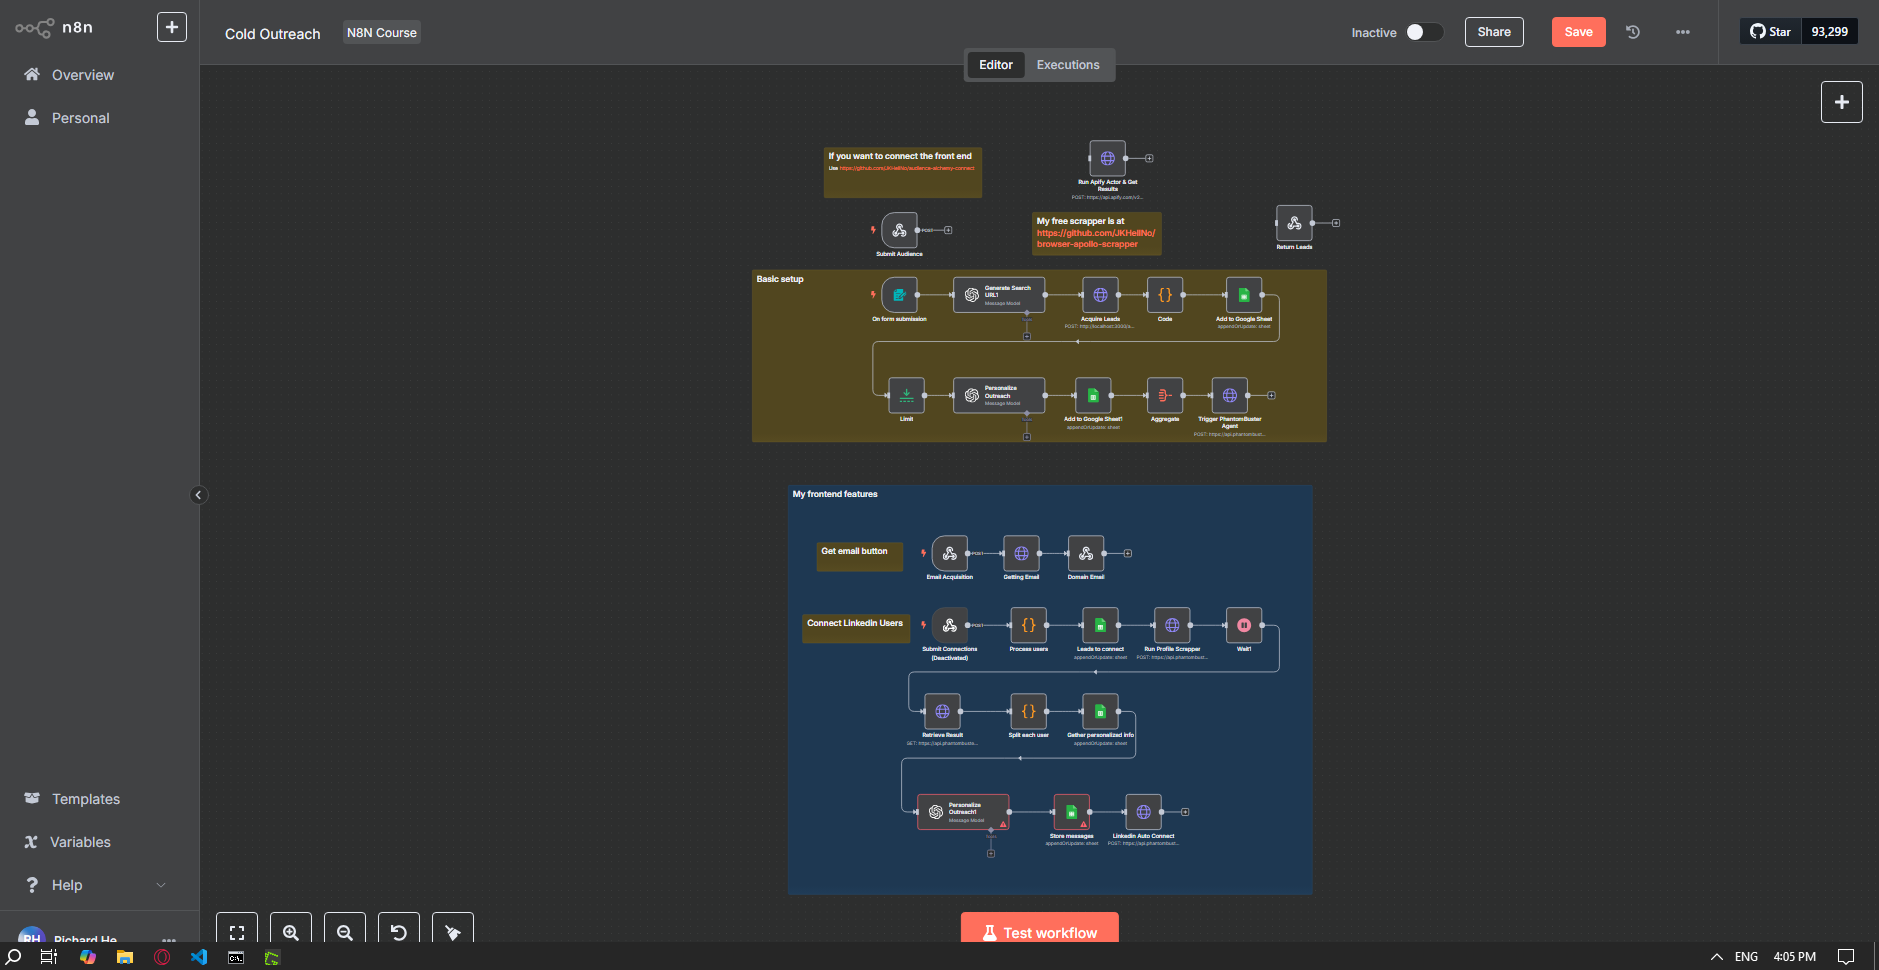 n8n
Cold Outreach
N8N Course
Inactive
Share
Save
Star
93,299
Editor
Executions
Overview
Personal
If you want to connect the front end
Use https://github.com/JKHeliNo/audience-alchemy-connect
Run Apify Actor & Get
Results
POST: https://api.apify.com/v2...
My free scrapper is at
https://github.com/JKHeliNo/
browser-apollo-scrapper
POST
Submit Audience
Return Leads
Basic setup
On form submission
Generate Search
URL1
Message Model
Acquire Leads
POST: http://localhost:3000/s...
Code
Add to Google Sheet
appendOrUpdate: sheet
Limit
Personalize
Outreach
Message Model
Add to Google Sheet1
appendOrUpdate: sheet
Aggregate
Trigger PhantomBuster
Agent
POST: https://api.phantombust...
My frontend features
Get email button
POST
Email Acquisition
Getting Email
Domain Email
Connect Linkedin Users
POST
Submit Connections
(Deactivated)
Process users
Leads to connect
appendOrUpdate: sheet
Run Profile Scrapper
POST: https://api.phantombust...
Wait1
Retrieve Result
GET: https://api.phantombuste...
Split each user
Gather personalized info
appendOrUpdate: sheet
Personalize
Outreach1
Message Model
Store messages
appendOrUpdate: sheet
Linkedin Auto Connect
POST: https://api.phantombust...
Templates
Variables
Help
RH
Richard He
Test workflow
ENG
4:05 PM